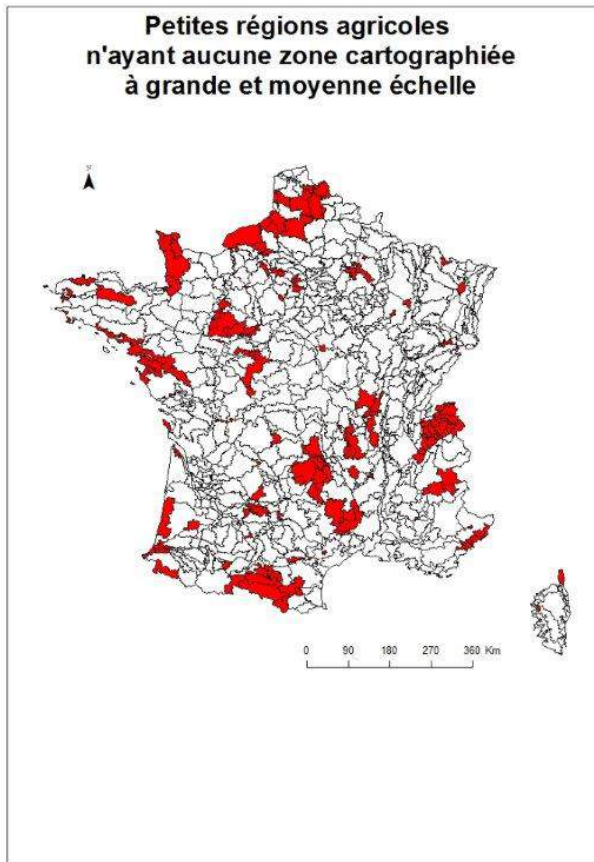 Petites régions agricoles
n'ayant aucune zone cartographiée
à grande et moyenne échelle
0 90 180 270 360 Km